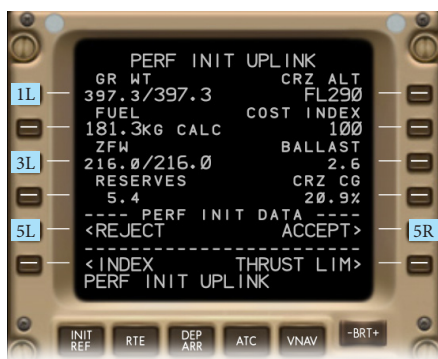 PERF INIT UPLINK
GR WT CRZ ALT
1L 397.3/397.3 FL290
FUEL COST INDEX
181.3KG CALC 100
ZFW BALLAST
3L 216.0/216.0 2.6
RESERVES CRZ CG
5.4 20.9%
---- PERF INIT DATA ----
5L <REJECT ACCEPT> 5R
------------------------
<INDEX THRUST LIM>
PERF INIT UPLINK
INIT REF RTE DEP ARR ATC VNAV -BRT+